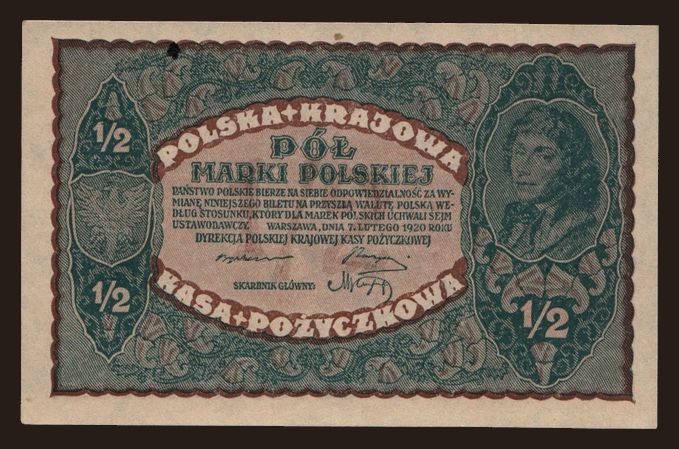 POLSKA+KRAJOWA
1/2
PÓŁ
MARKI POLSKIEJ
PAŃSTWO POLSKIE BIERZE NA SIEBIE ODPOWIEDZIALNOŚĆ ZA WY-
MIANĘ NINIEJSZEGO BILETU NA PRZYSZŁĄ WALUTĘ POLSKĄ WE-
DŁUG STOSUNKU, KTÓRY DLA MAREK POLSKICH UCHWALI SEJM
USTAWODAWCZY. WARSZAWA, DNIA 7. LUTEGO 1920 ROKU
DYREKCJA POLSKIEJ KRAJOWEJ KASY POŻYCZKOWEJ
SKARBNIK GŁÓWNY:
1/2
1/2
KASA+POŻYCZKOWA